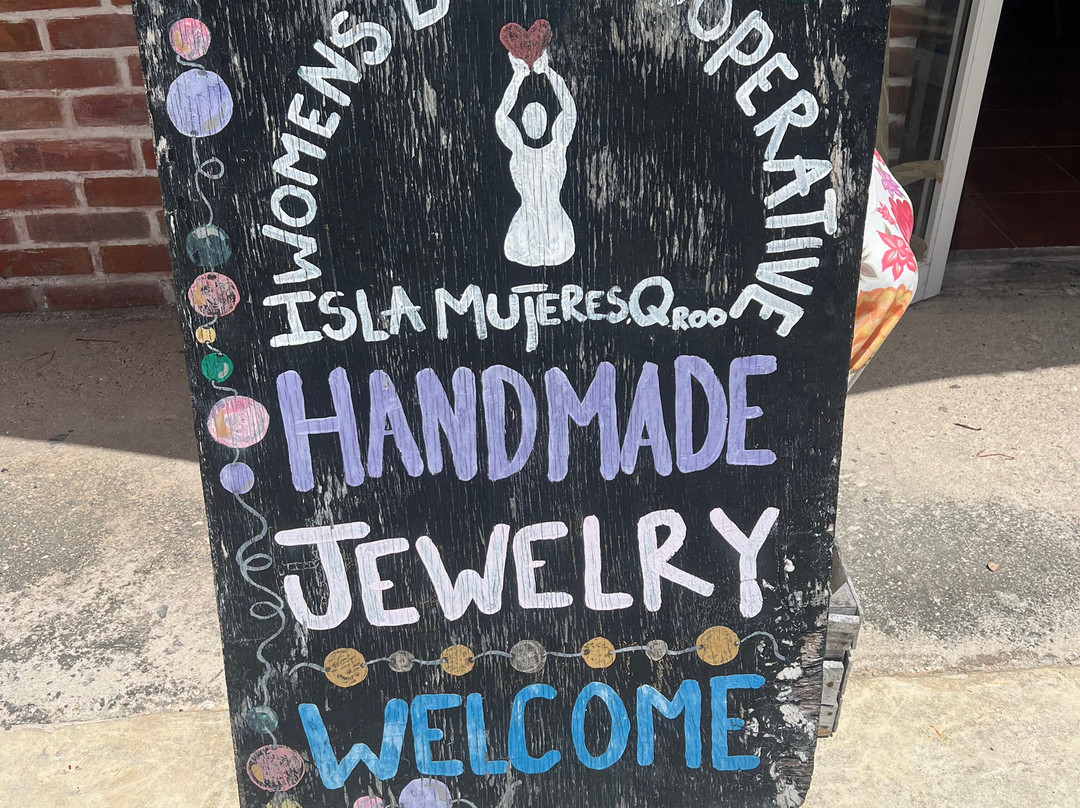 WOMENS
OPERATIVE
ISLA MUJERES, Q.ROO
HANDMADE
JEWELRY
WELCOME